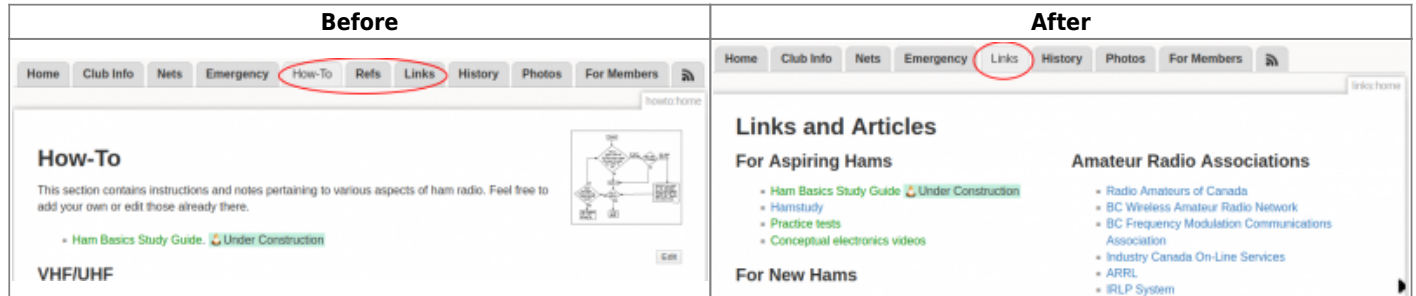 Before
After
Home Club Info Nets Emergency How-To Refs Links History Photos For Members
howto:home
How-To
This section contains instructions and notes pertaining to various aspects of ham radio. Feel free to
add your own or edit those already there.
Ham Basics Study Guide. Under Construction
Edit
VHF/UHF
Home Club Info Nets Emergency Links History Photos For Members
links:home
Links and Articles
For Aspiring Hams
Ham Basics Study Guide Under Construction
Hamstudy
Practice tests
Conceptual electronics videos
For New Hams
Amateur Radio Associations
Radio Amateurs of Canada
BC Wireless Amateur Radio Network
BC Frequency Modulation Communications
Association
Industry Canada On-Line Services
ARRL
IRLP System